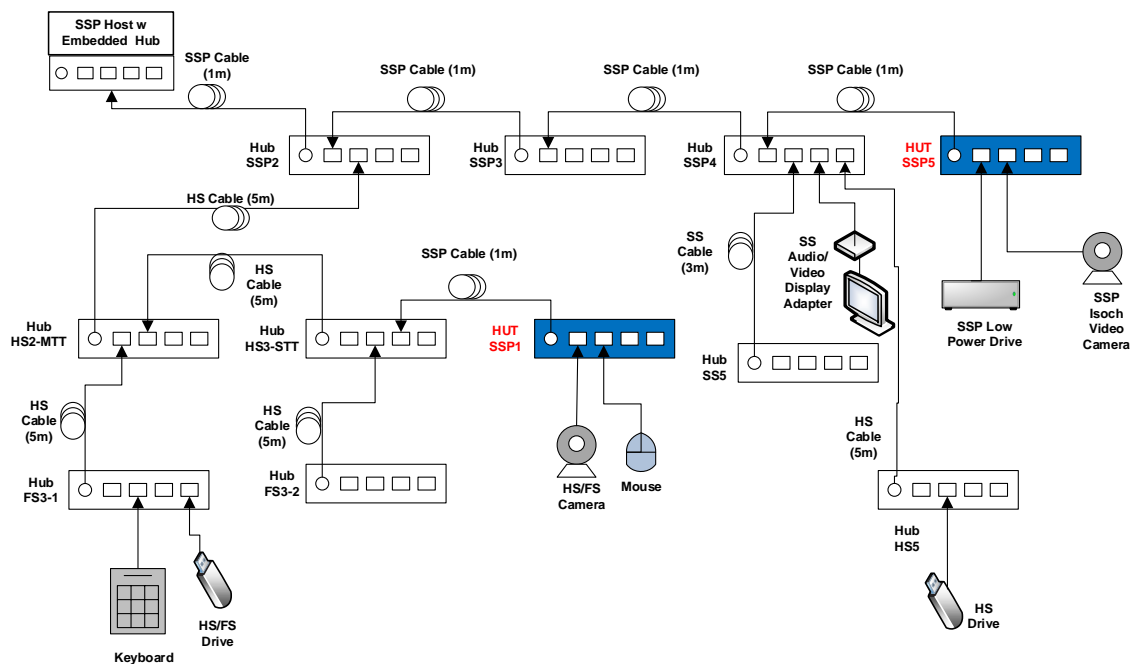 SSP Host w
Embedded Hub
SSP Cable
(1m)
SSP Cable (1m)
SSP Cable (1m)
SSP Cable (1m)
Hub
SSP2
Hub
SSP3
Hub
SSP4
HUT
SSP5
HS Cable (5m)
HS
Cable
(5m)
SSP Cable (1m)
SS
Cable
(3m)
SS
Audio/
Video
Display
Adapter
SSP Low
Power Drive
SSP
Isoch
Video
Camera
Hub
HS2-MTT
Hub
HS3-STT
HUT
SSP1
Hub
SS5
HS
Cable
(5m)
HS
Cable
(5m)
HS
Cable
(5m)
Hub
FS3-1
Hub
FS3-2
HS/FS
Camera
Mouse
Hub
HS5
Keyboard
HS/FS
Drive
HS
Drive